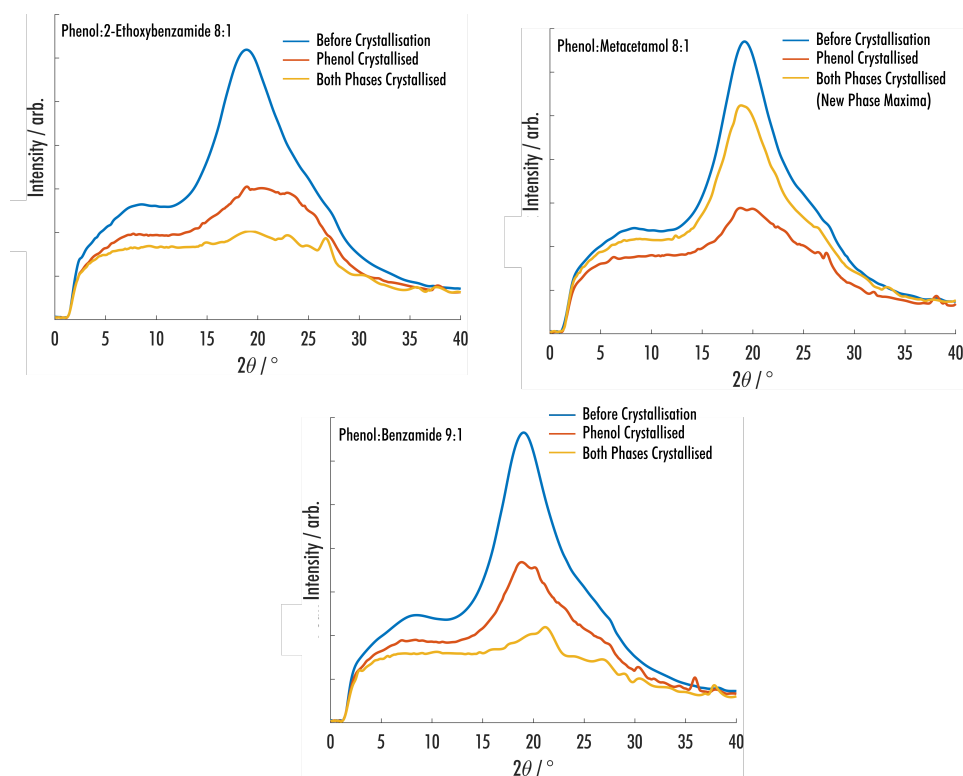 Phenol:2-Ethoxybenzamide 8:1
Before Crystallisation
Phenol Crystallised
Both Phases Crystallised
Intensity / arb.
0 5 10 15 20 25 30 35 40
2θ / °
Phenol:Metacetamol 8:1
Before Crystallisation
Phenol Crystallised
Both Phases Crystallised
(New Phase Maxima)
Intensity / arb.
0 5 10 15 20 25 30 35 40
2θ / °
Phenol:Benzamide 9:1
Before Crystallisation
Phenol Crystallised
Both Phases Crystallised
Intensity / arb.
0 5 10 15 20 25 30 35 40
2θ / °